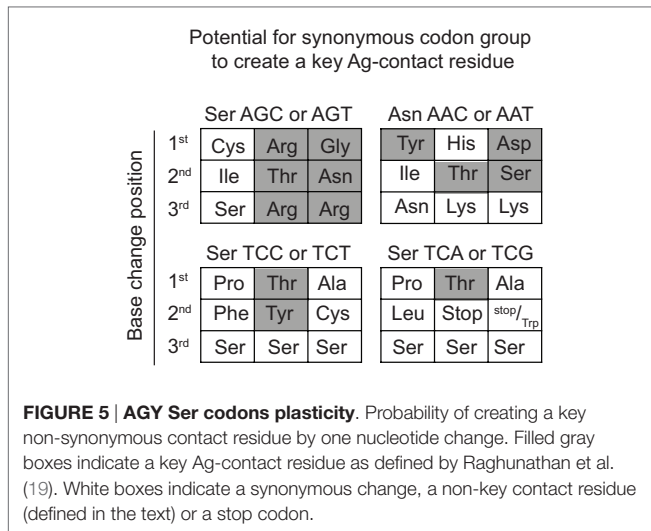 Potential for synonymous codon group
to create a key Ag-contact residue
Base change position
Ser AGC or AGT
1st Cys Arg Gly
2nd Ile Thr Asn
3rd Ser Arg Arg
Asn AAC or AAT
Tyr His Asp
Ile Thr Ser
Asn Lys Lys
Ser TCC or TCT
1st Pro Thr Ala
2nd Phe Tyr Cys
3rd Ser Ser Ser
Ser TCA or TCG
Pro Thr Ala
Leu Stop stop/Trp
Ser Ser Ser
FIGURE 5 | AGY Ser codons plasticity. Probability of creating a key
non-synonymous contact residue by one nucleotide change. Filled gray
boxes indicate a key Ag-contact residue as defined by Raghunathan et al.
(19). White boxes indicate a synonymous change, a non-key contact residue
(defined in the text) or a stop codon.